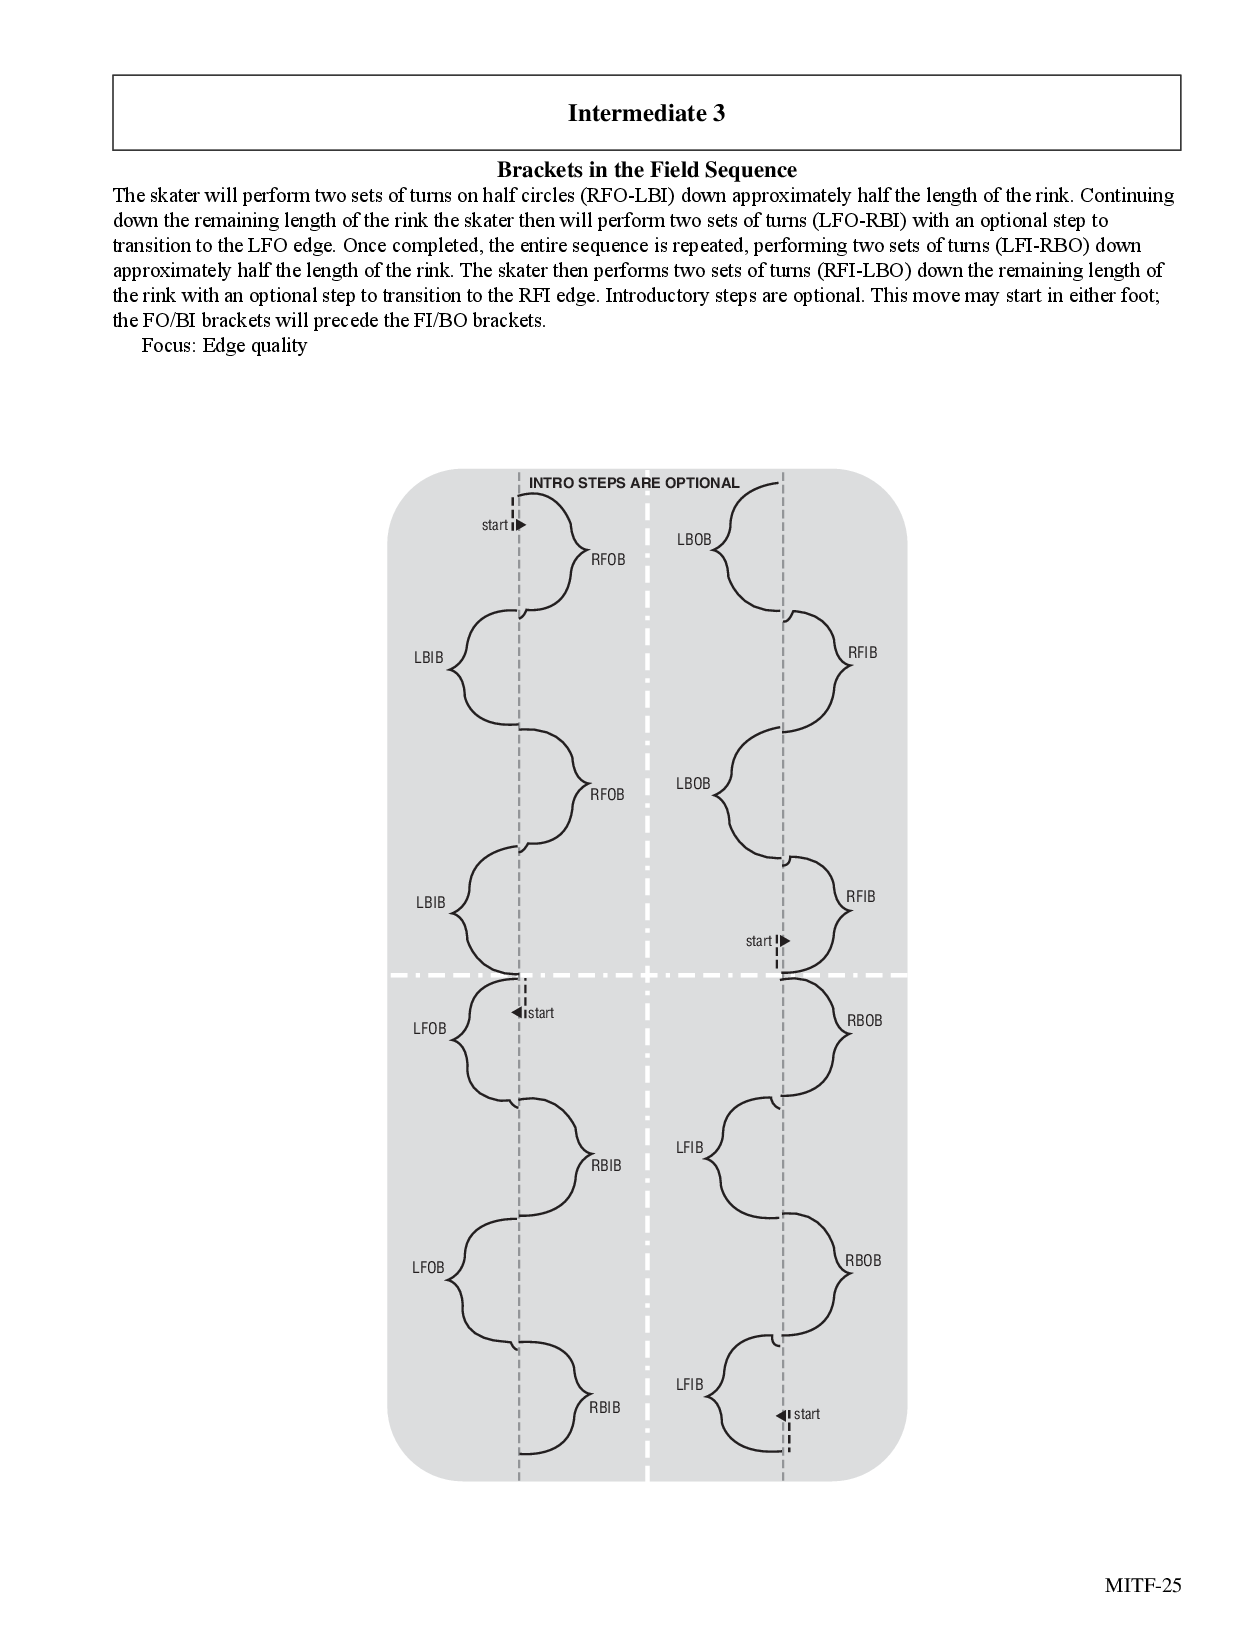 Intermediate 3
Brackets in the Field Sequence
The skater will perform two sets of turns on half circles (RFO-LBI) down approximately half the length of the rink. Continuing
down the remaining length of the rink the skater then will perform two sets of turns (LFO-RBI) with an optional step to
transition to the LFO edge. Once completed, the entire sequence is repeated, performing two sets of turns (LFI-RBO) down
approximately half the length of the rink. The skater then performs two sets of turns (RFI-LBO) down the remaining length of
the rink with an optional step to transition to the RFI edge. Introductory steps are optional. This move may start in either foot;
the FO/BI brackets will precede the FI/BO brackets.
Focus: Edge quality
INTRO STEPS ARE OPTIONAL
start
RFOB
LBIB
RFOB
LBIB
start
LFOB
RBIB
LFOB
RBIB
LBOB
RFIB
LBOB
RFIB
start
RBOB
LFIB
RBOB
LFIB
start
MITF-25